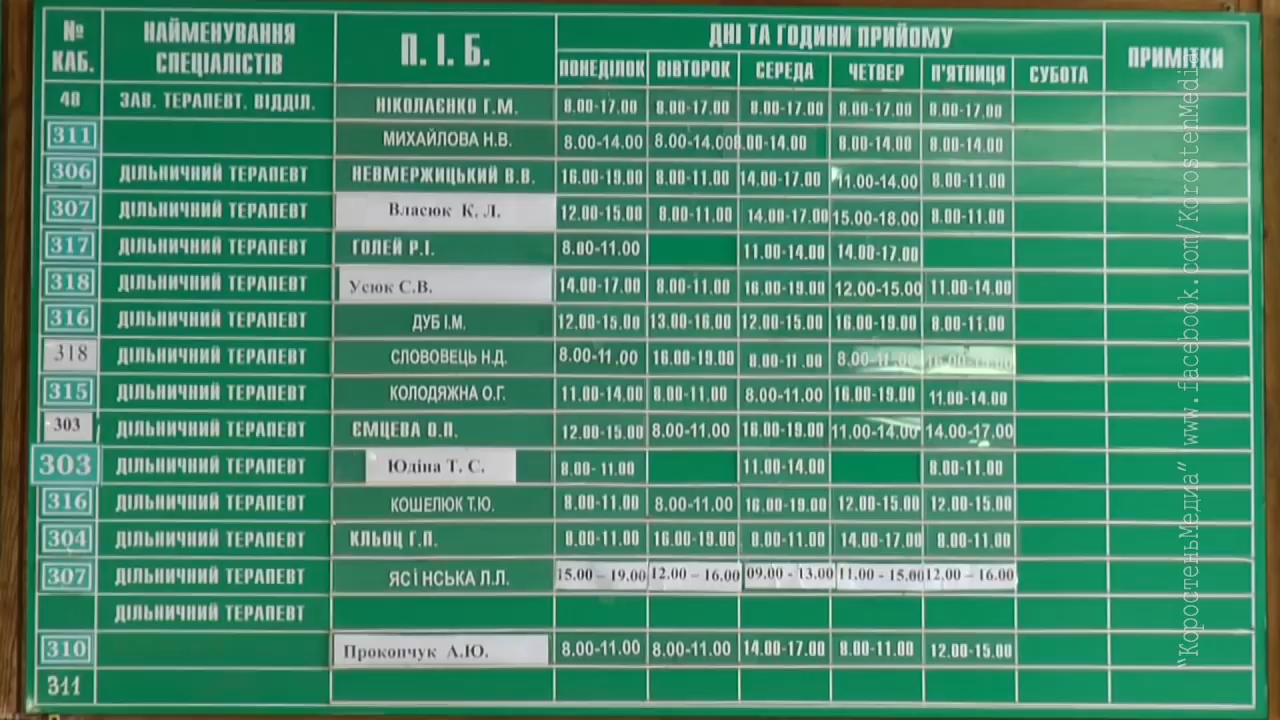 № КАБ. НАЙМЕНУВАННЯ СПЕЦІАЛІСТІВ П. І. Б. ДНІ ТА ГОДИНИ ПРИЙОМУ ПРИМІТКИ
ПОНЕДІЛОК ВІВТОРОК СЕРЕДА ЧЕТВЕР П'ЯТНИЦЯ СУБОТА
48 ЗАВ. ТЕРАПЕВТ. ВІДДІЛ. НІКОЛАЄНКО Г.М. 8.00-17.00 8.00-17.00 8.00-17.00 8.00-17.00 8.00-17.00
311 МИХАЙЛОВА Н.В. 8.00-14.00 8.00-14.00 8.00-14.00 8.00-14.00 8.00-14.00
306 ДІЛЬНИЧНИЙ ТЕРАПЕВТ НЕВМЕРЖИЦЬКИЙ В.В. 16.00-19.00 8.00-11.00 14.00-17.00 11.00-14.00 8.00-11.00
307 ДІЛЬНИЧНИЙ ТЕРАПЕВТ Власюк К. Л. 12.00-15.00 8.00-11.00 14.00-17.00 15.00-18.00 8.00-11.00
317 ДІЛЬНИЧНИЙ ТЕРАПЕВТ ГОЛЕЙ Р.І. 8.00-11.00 11.00-14.00 14.00-17.00
318 ДІЛЬНИЧНИЙ ТЕРАПЕВТ Усюк С.В. 14.00-17.00 8.00-11.00 16.00-19.00 12.00-15.00 11.00-14.00
316 ДІЛЬНИЧНИЙ ТЕРАПЕВТ ДУБ І.М. 12.00-15.00 13.00-16.00 12.00-15.00 16.00-19.00 8.00-11.00
318 ДІЛЬНИЧНИЙ ТЕРАПЕВТ СЛОВОВЕЦЬ Н.Д. 8.00-11.00 16.00-19.00 8.00-11.00 8.00-11.00
315 ДІЛЬНИЧНИЙ ТЕРАПЕВТ КОЛОДЯЖНА О.Г. 11.00-14.00 8.00-11.00 8.00-11.00 16.00-19.00 11.00-14.00
303 ДІЛЬНИЧНИЙ ТЕРАПЕВТ ЄМЦЕВА О.П. 12.00-15.00 8.00-11.00 16.00-19.00 11.00-14.00 14.00-17.00
303 ДІЛЬНИЧНИЙ ТЕРАПЕВТ Юдіна Т. С. 8.00- 11.00 11.00-14.00 8.00-11.00
316 ДІЛЬНИЧНИЙ ТЕРАПЕВТ КОШЕЛЮК Т.Ю. 8.00-11.00 8.00-11.00 16.00-19.00 12.00-15.00 12.00-15.00
304 ДІЛЬНИЧНИЙ ТЕРАПЕВТ КЛЬОЦ Г.П. 8.00-11.00 16.00-19.00 8.00-11.00 14.00-17.00 8.00-11.00
307 ДІЛЬНИЧНИЙ ТЕРАПЕВТ ЯСІНСЬКА Л.Л. 15.00 – 19.00 12.00 – 16.00 09.00 - 13.00 11.00 - 15.00 12.00 – 16.00
ДІЛЬНИЧНИЙ ТЕРАПЕВТ
310 Прокопчук А.Ю. 8.00-11.00 8.00-11.00 14.00-17.00 8.00-11.00 12.00-15.00
311
"КоростеньМедиа" www.facebook.com/KorostenMedia